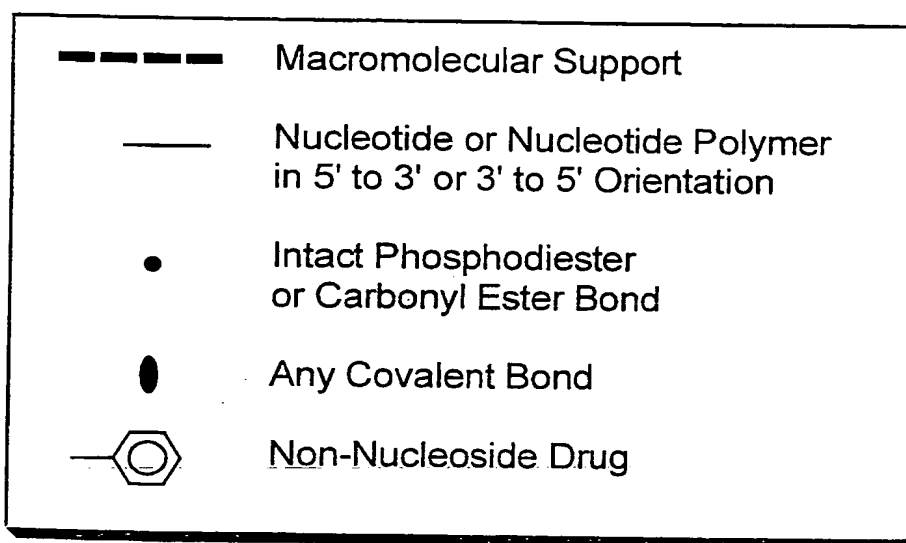 Macromolecular Support
Nucleotide or Nucleotide Polymer
in 5' to 3' or 3' to 5' Orientation
Intact Phosphodiester
or Carbonyl Ester Bond
Any Covalent Bond
Non-Nucleoside Drug